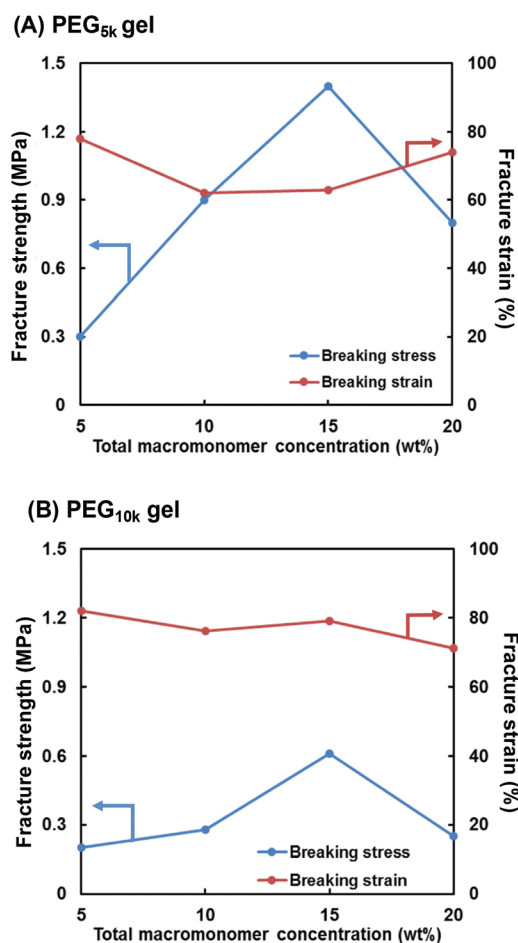 (A) PEG5k gel
1.5
1.2
0.9
0.6
0.3
0
Fracture strength (MPa)
100
80
60
40
20
0
Fracture strain (%)
Breaking stress
Breaking strain
5 10 15 20
Total macromonomer concentration (wt%)
(B) PEG10k gel
1.5
1.2
0.9
0.6
0.3
0
Fracture strength (MPa)
100
80
60
40
20
0
Fracture strain (%)
Breaking stress
Breaking strain
5 10 15 20
Total macromonomer concentration (wt%)